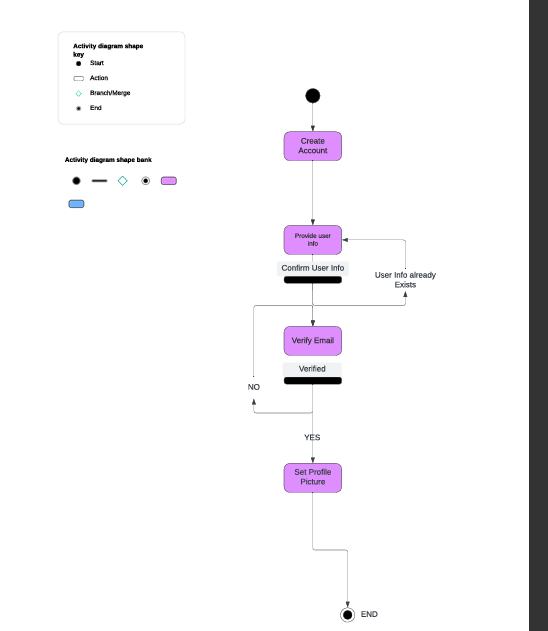 Activity diagram shape
key
Start
Action
Branch/Merge
End
Activity diagram shape bank
Create
Account
Provide user
info
Confirm User Info
User Info already
Exists
Verify Email
Verified
NO
YES
Set Profile
Picture
END